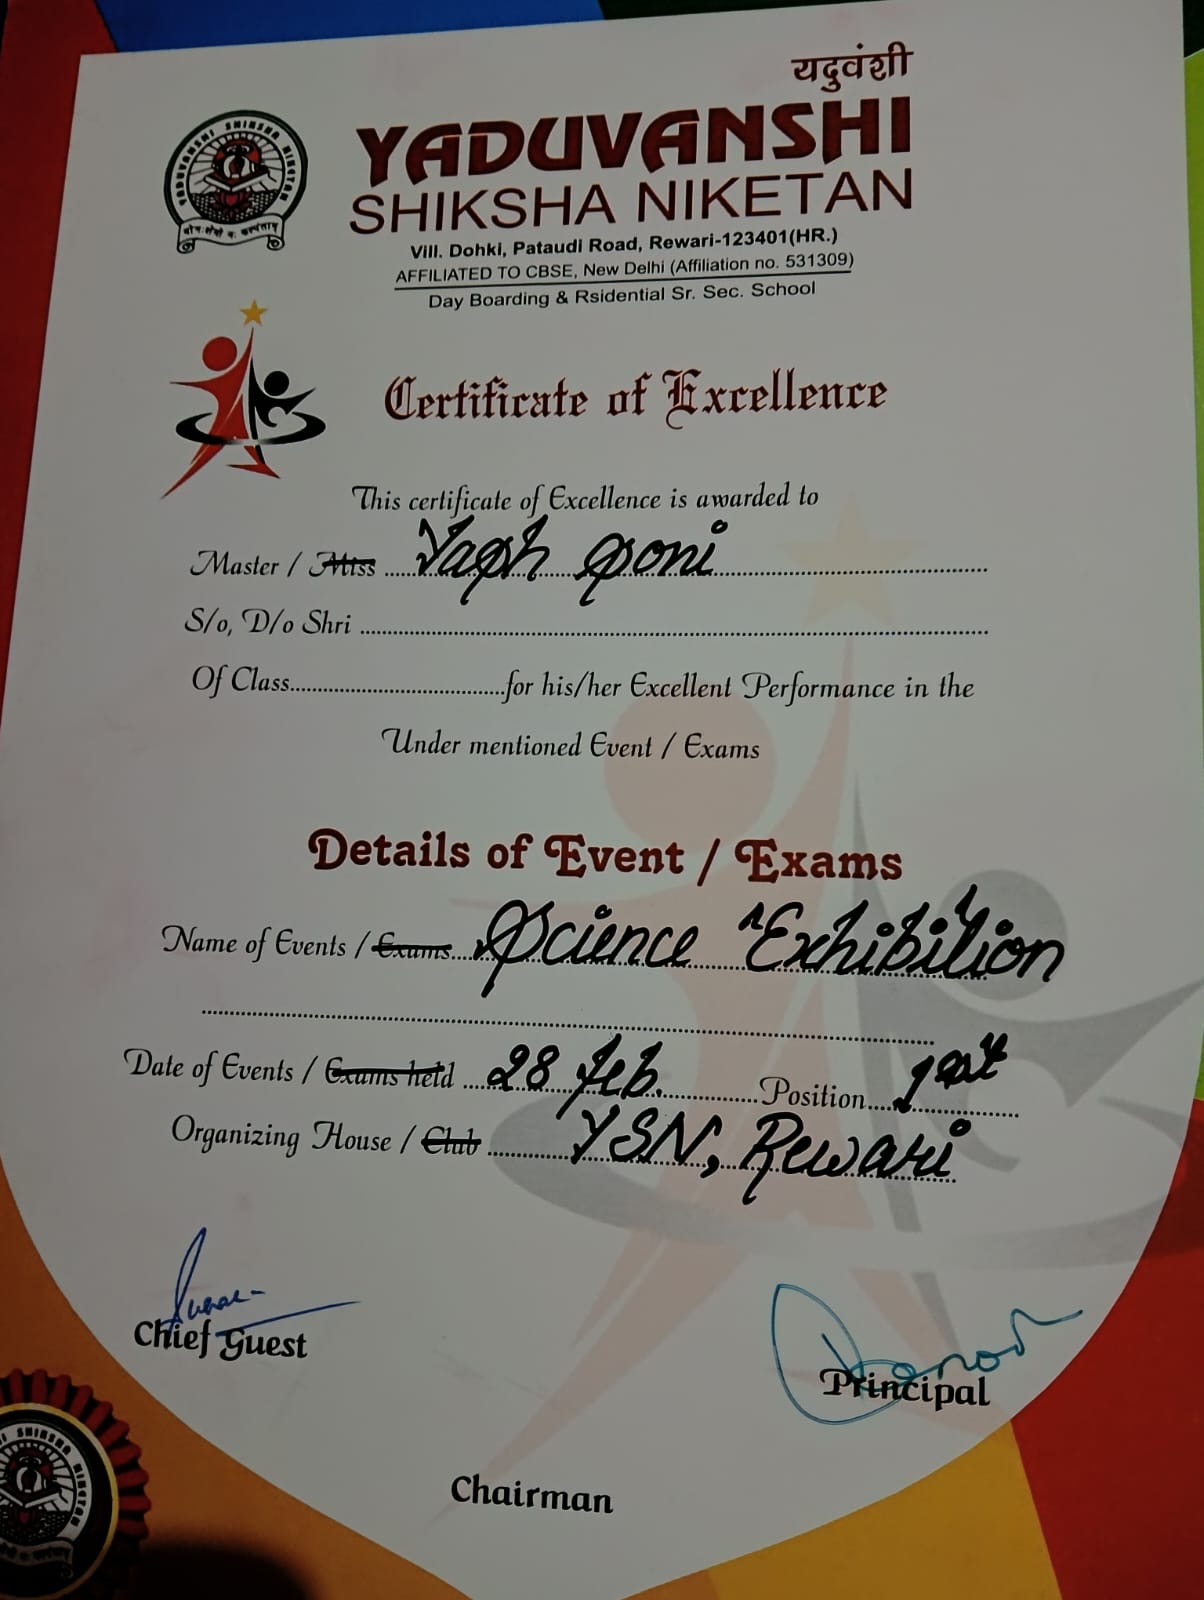 यदुवंशी
YADUVANSHI
SHIKSHA NIKETAN
Vill. Dohki, Pataudi Road, Rewari-123401(HR.)
AFFILIATED TO CBSE, New Delhi (Affiliation no. 531309)
Day Boarding & Rsidential Sr. Sec. School
YADUVANSHI SHIKSHA NIKETAN
Certificate of Excellence
This certificate of Excellence is awarded to
Master / Miss Yash Soni
S/o, D/o Shri
Of Class for his/her Excellent Performance in the
Under mentioned Event / Exams
Details of Event / Exams
Name of Events / Exams Science "Exhibition
Date of Events / Exams held 28 Feb. Position 1st
Organizing House / Club YSN, Rewari
Chief Guest
Principal
Chairman
SHIKSHA